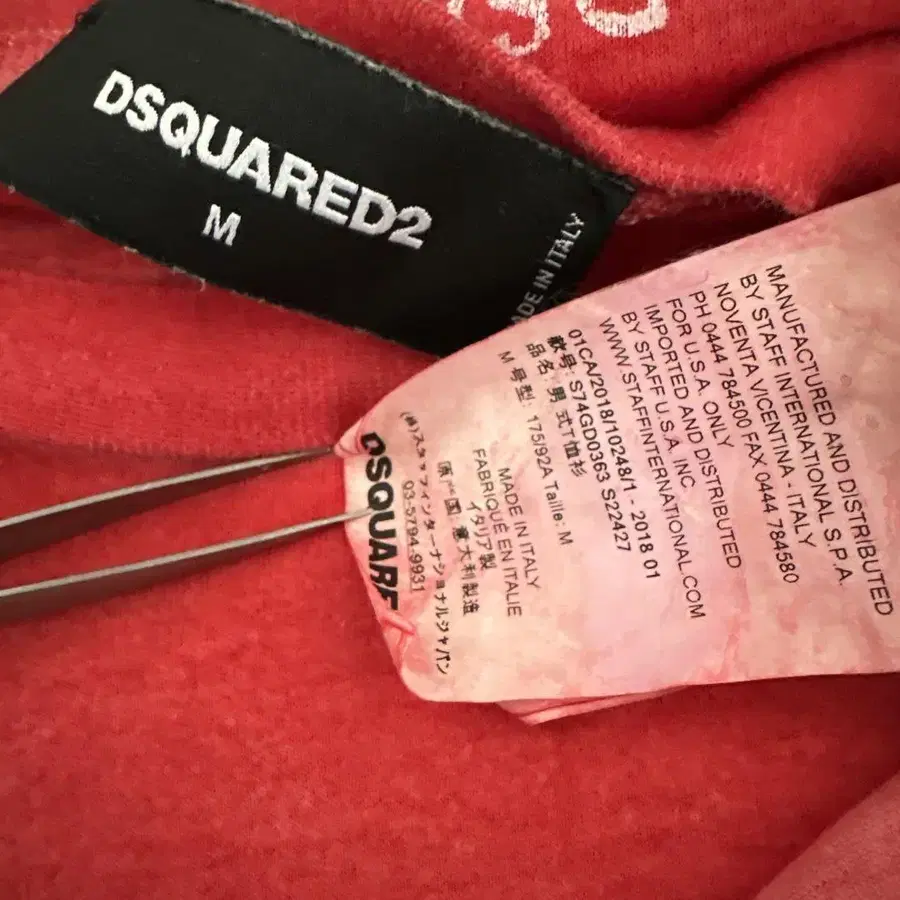 DSQUARED2
M
MADE IN ITALY
MANUFACTURED AND DISTRIBUTED
BY STAFF INTERNATIONAL S.P.A.
NOVENTA VICENTINA - ITALY
PH 0444 784500 FAX 0444 784580
FOR U.S.A. ONLY
IMPORTED AND DISTRIBUTED
BY STAFF U.S.A. INC.
WWW.STAFFINTERNATIONAL.COM
01CA/2018/10248/1 - 2018 01
款号: S74GD0363 S22427
品名: 男 式T恤衫
M 号型: 175/92A Taille: M
MADE IN ITALY
FABRIQUÉ EN ITALIE
イタリア製
原产国: 意大利製造
(株)スタッフインターナショナルジャパン
03-5794-9931
DSQUARE